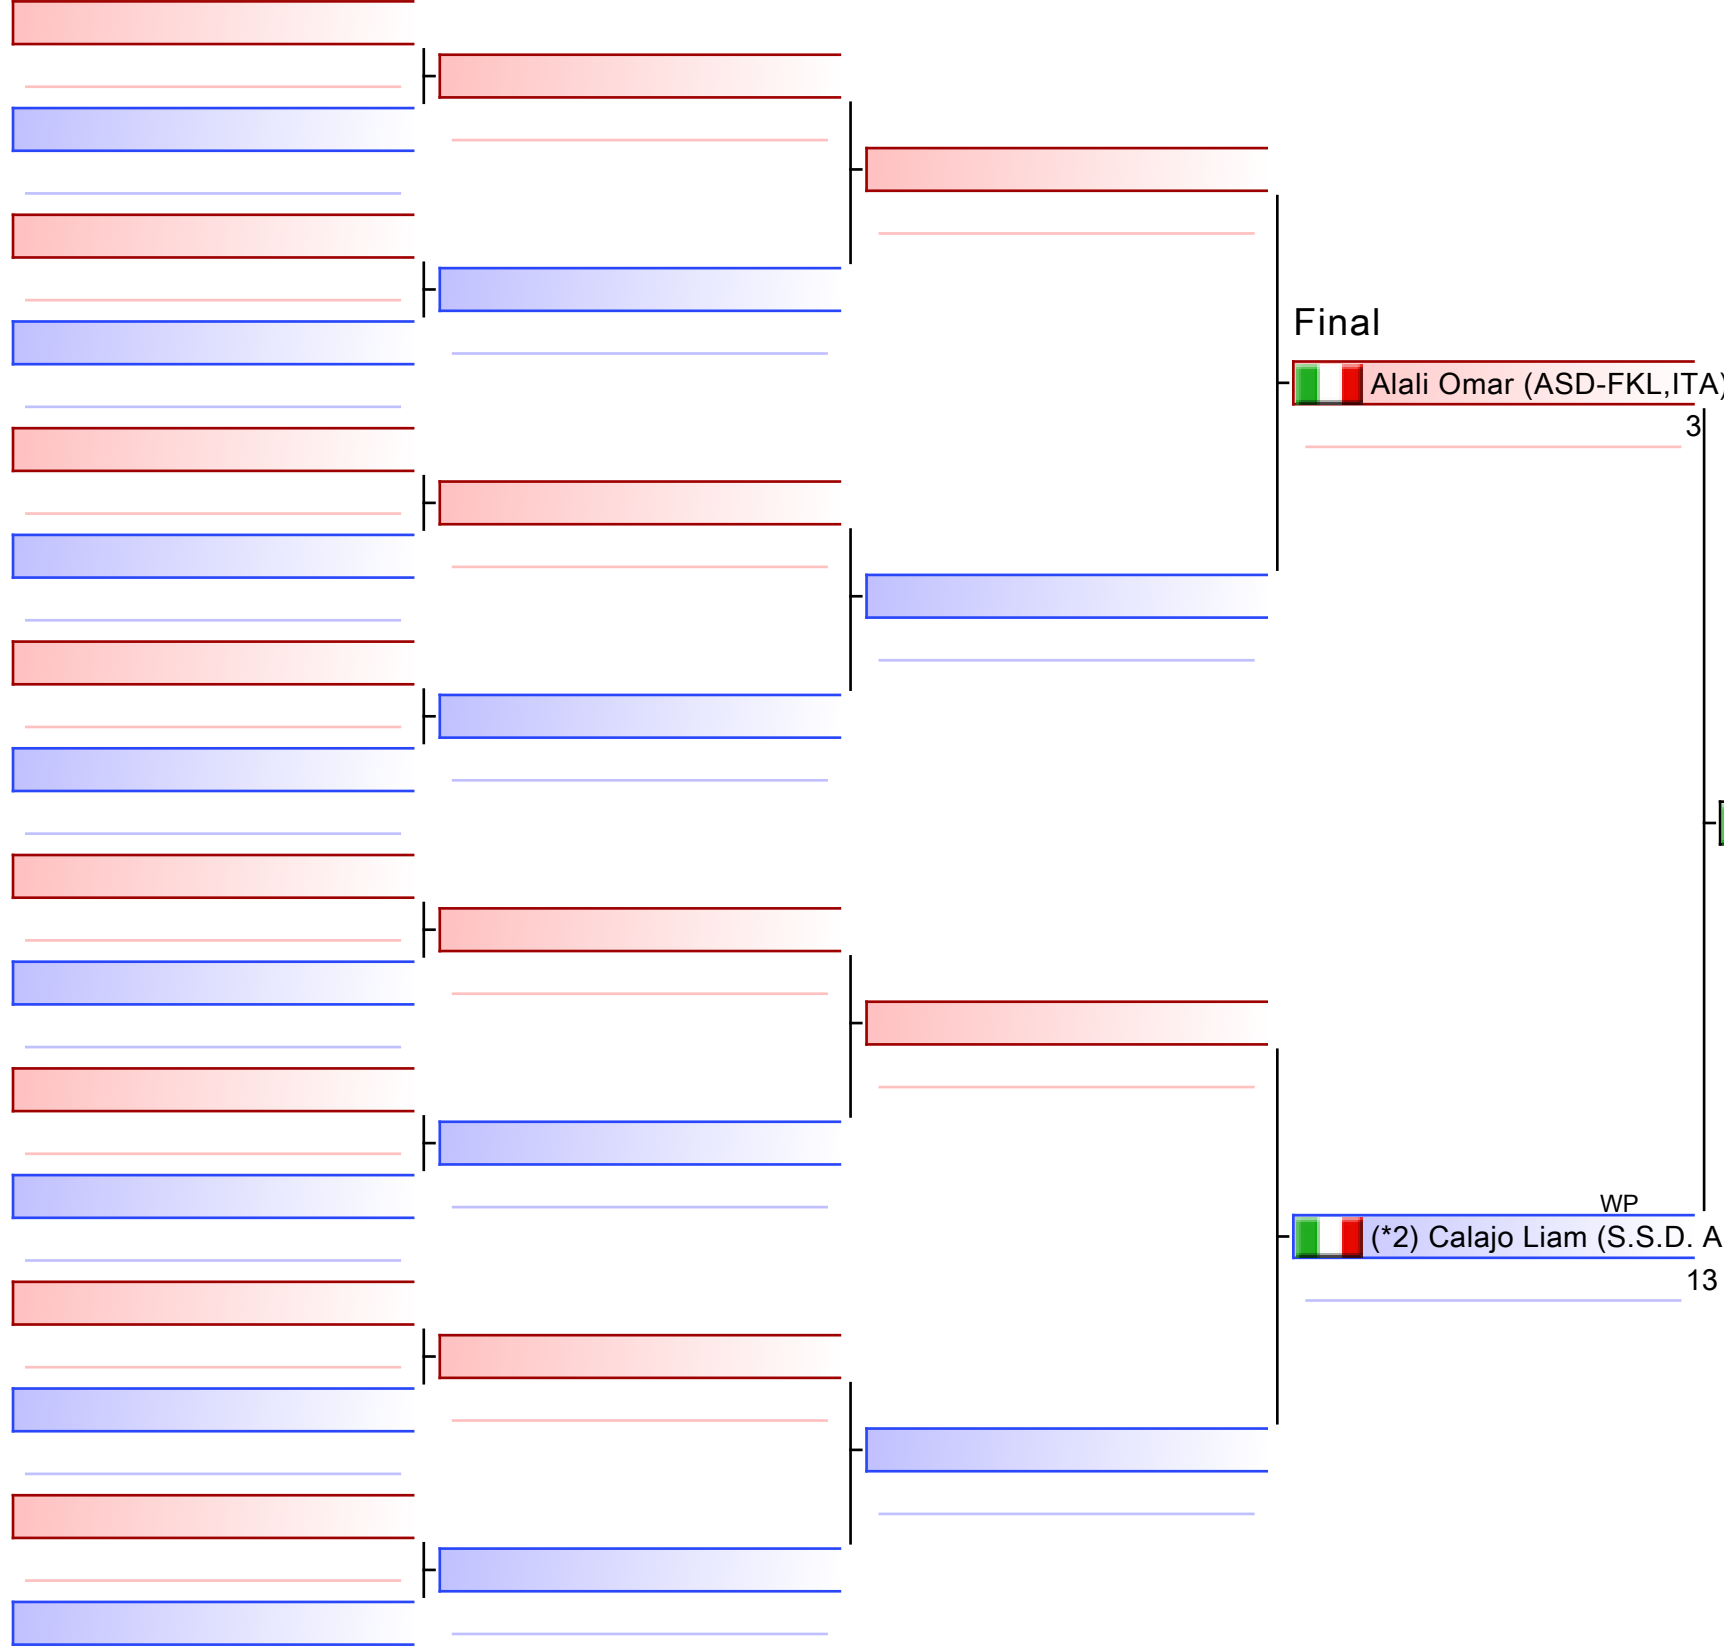 Final
Alali Omar (ASD-FKL,ITA)
3
WP
(*2) Calajo Liam (S.S.D. A
13